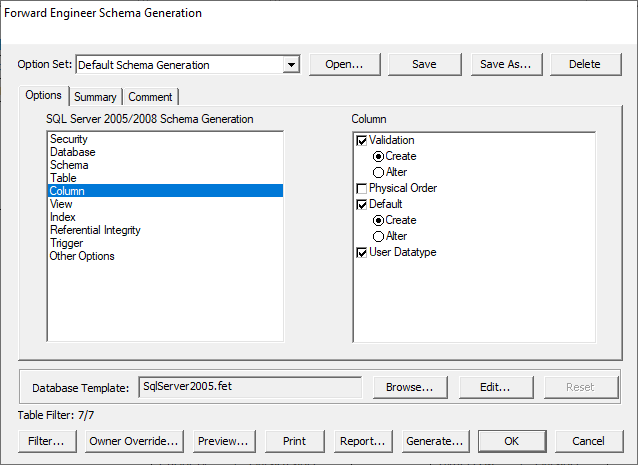 Forward Engineer Schema Generation
Option Set: Default Schema Generation Open... Save Save As... Delete
Options Summary Comment
SQL Server 2005/2008 Schema Generation
Security
Database
Schema
Table
Column
View
Index
Referential Integrity
Trigger
Other Options
Column
Validation
Create
Alter
Physical Order
Default
Create
Alter
User Datatype
Database Template: SqlServer2005.fet Browse... Edit... Reset
Table Filter: 7/7
Filter... Owner Override... Preview... Print Report... Generate... OK Cancel